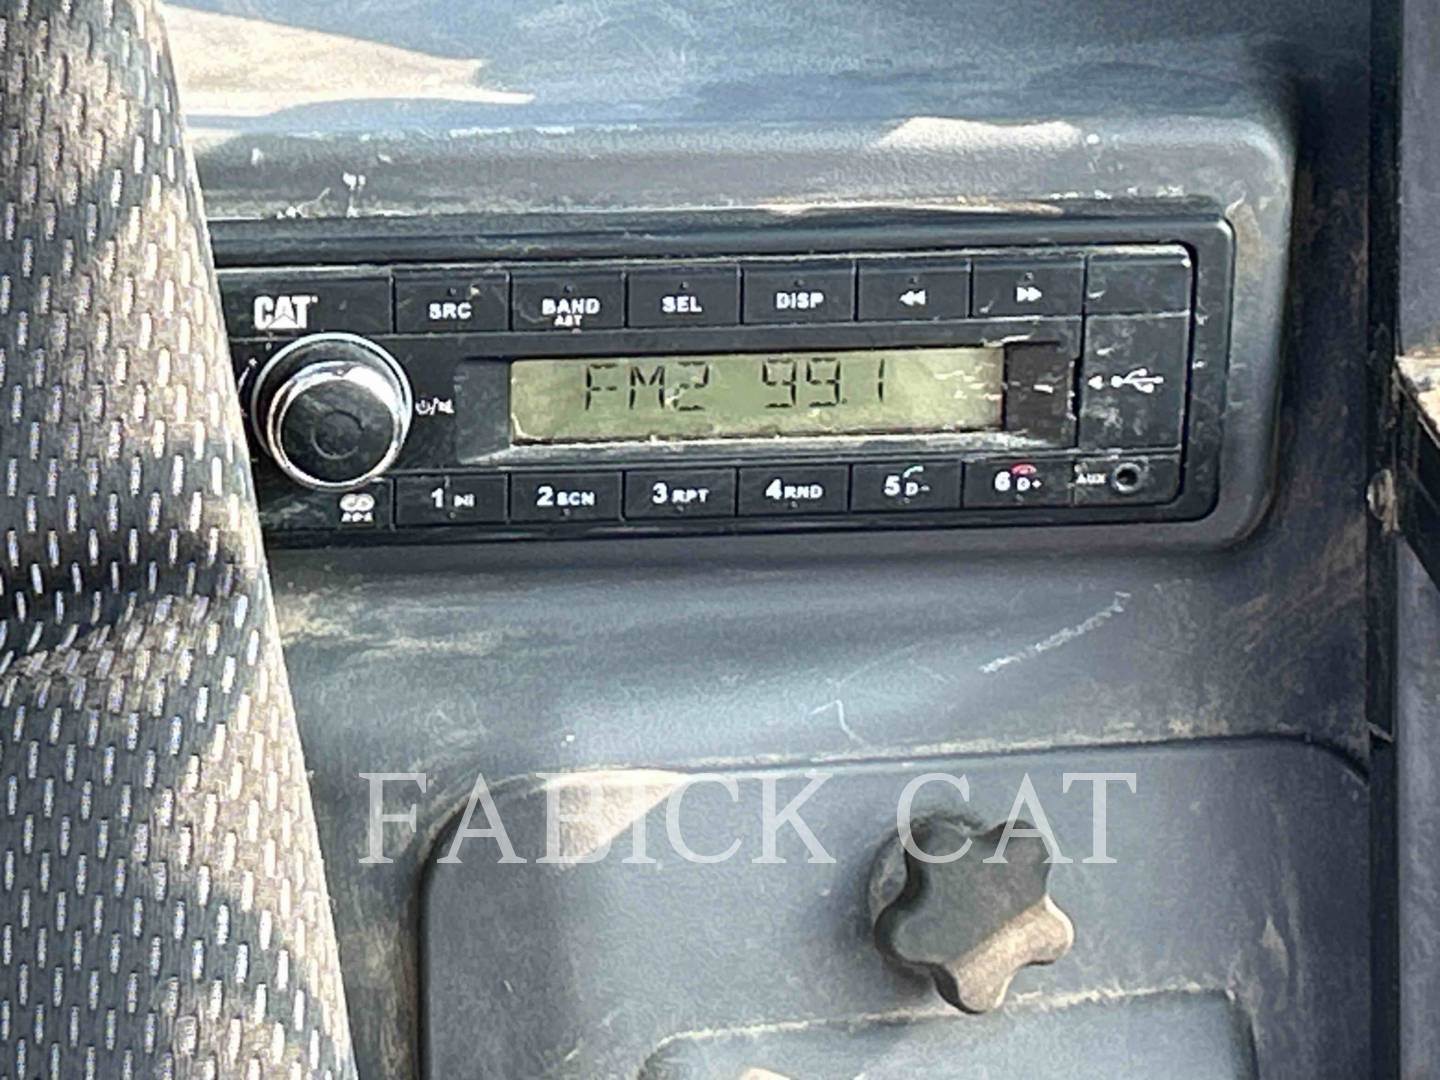 CAT SRC BAND SEL DISP
AST
FM2 99.1
1 2 SCN 3 RPT 4 RND 5 D- 6 D+ AUX
FABICK CAT